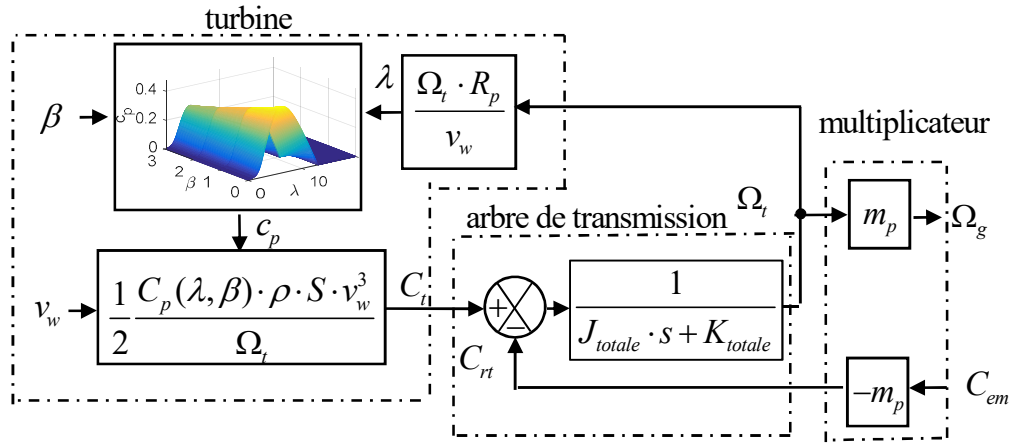 turbine
β
c_p
0.4
0.2
0
3
2
β
1
0
0
λ
10
λ
Ω_t · R_p / v_w
c_p
v_w
1/2 C_p(λ, β) · ρ · S · v_w^3 / Ω_t
C_t
arbre de transmission
+
−
C_rt
1 / J_totale · s + K_totale
Ω_t
multiplicateur
m_p
Ω_g
−m_p
C_em